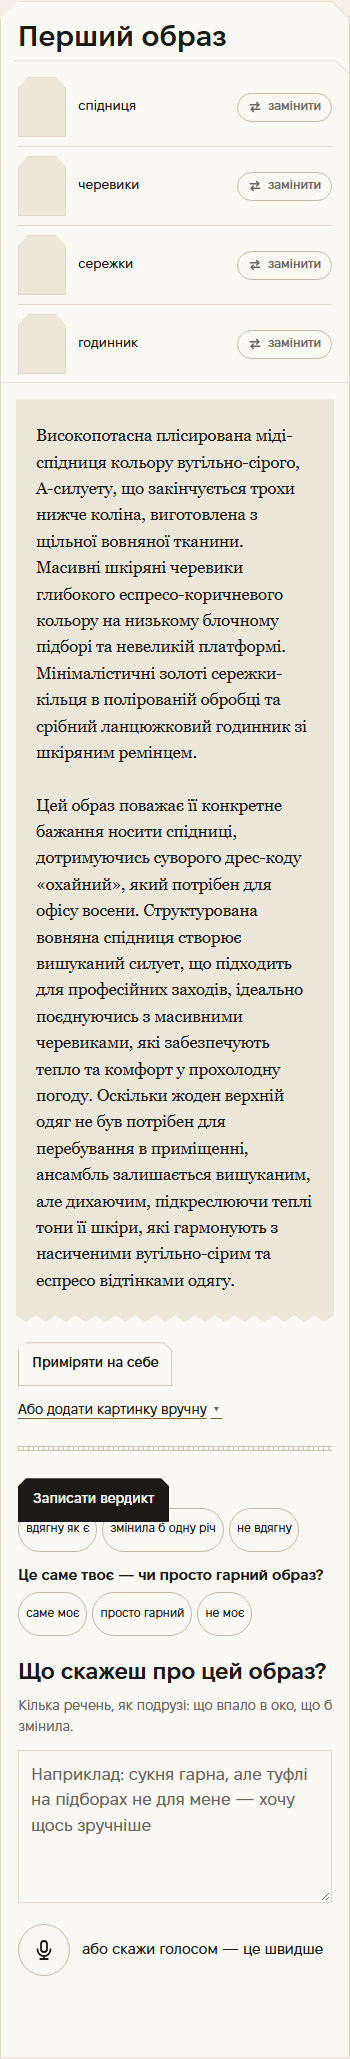 Перший образ
спідниця
замінити
черевики
замінити
сережки
замінити
годинник
замінити
Високопотасна плісирована міді-
спідниця кольору вугільно-сірого,
А-силуету, що закінчується трохи
нижче коліна, виготовлена з
щільної вовняної тканини.
Масивні шкіряні черевики
глибокого еспресо-коричневого
кольору на низькому блочному
підборі та невеликій платформі.
Мінімалістичні золоті сережки-
кільця в полірованій обробці та
срібний ланцюжковий годинник зі
шкіряним ремінцем.
Цей образ поважає її конкретне
бажання носити спідниці,
дотримуючись суворого дрес-коду
«охайний», який потрібен для
офісу восени. Структурована
вовняна спідниця створює
вишуканий силует, що підходить
для професійних заходів, ідеально
поєднуючись з масивними
черевиками, які забезпечують
тепло та комфорт у прохолодну
погоду. Оскільки жоден верхній
одяг не був потрібен для
перебування в приміщенні,
ансамбль залишається вишуканим,
але дихаючим, підкреслюючи теплі
тони її шкіри, які гармонують з
насиченими вугільно-сірим та
еспресо відтінками одягу.
Приміряти на себе
Або додати картинку вручну
Записати вердикт
вдягну як є
змінила б одну річ
не вдягну
Це саме твоє — чи просто гарний образ?
саме моє
просто гарний
не моє
Що скажеш про цей образ?
Кілька речень, як подрузі: що впало в око, що б
змінила.
Наприклад: сукня гарна, але туфлі
на підборах не для мене — хочу
щось зручніше
або скажи голосом — це швидше